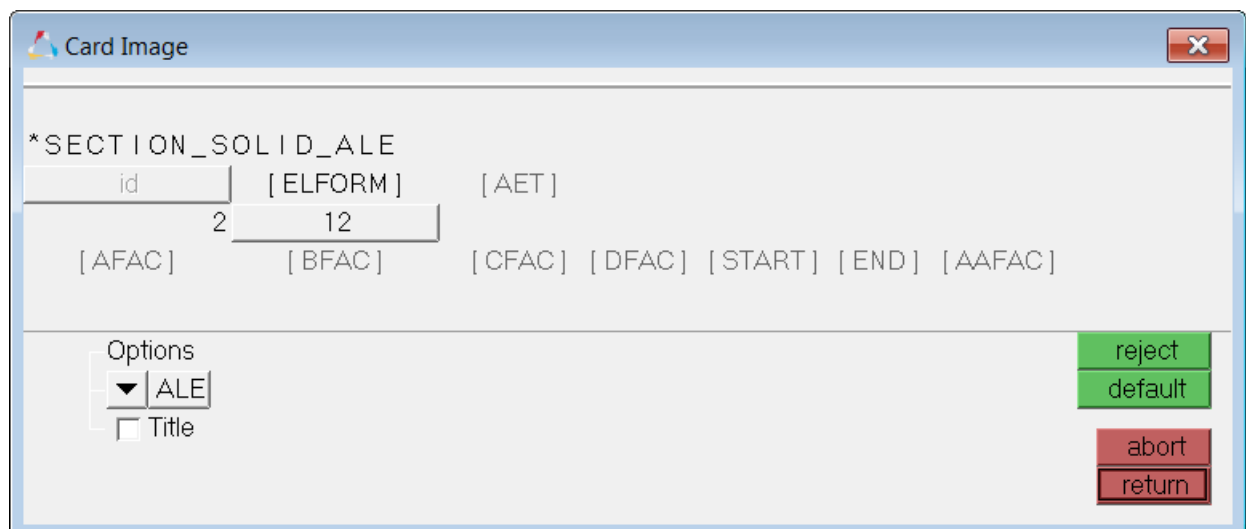 Card Image
*SECTION_SOLID_ALE
id [ELFORM] [AET]
2 12
[AFAC] [BFAC] [CFAC] [DFAC] [START] [END] [AAFAC]
Options
ALE
Title
reject
default
abort
return